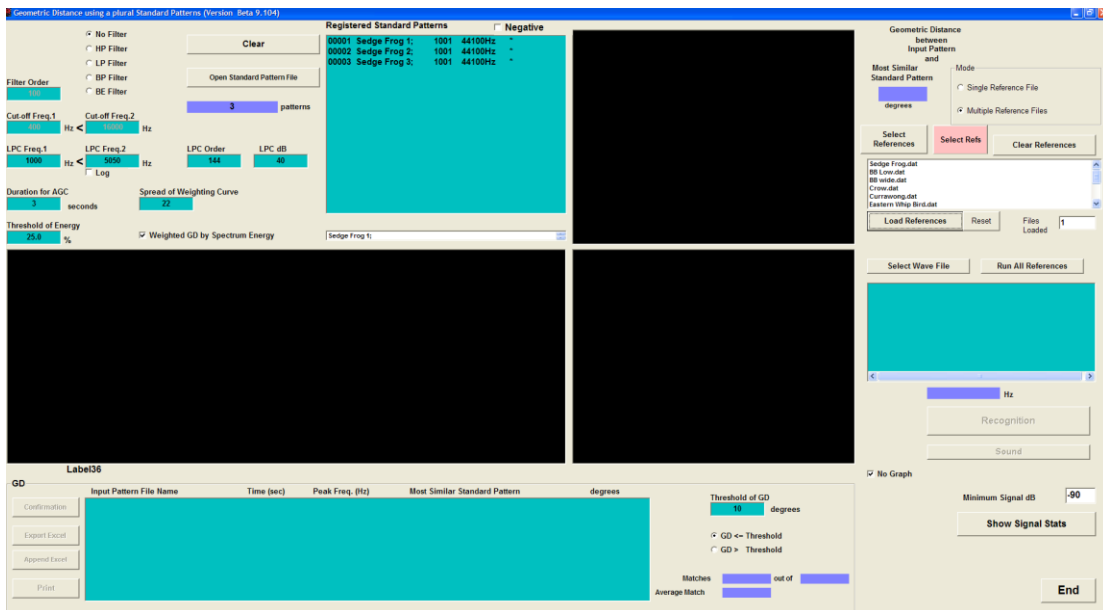 Geometric Distance using a plural Standard Patterns (Version Beta 9.104)
No Filter
HP Filter
LP Filter
BP Filter
BE Filter
Filter Order
100
Cut-off Freq.1
Cut-off Freq.2
400 Hz < 16000 Hz
LPC Freq.1
LPC Freq.2
LPC Order
LPC dB
1000 Hz < 5050 Hz
144
40
Log
Duration for AGC
3 seconds
Spread of Weighting Curve
22
Threshold of Energy
25.0 %
Weighted GD by Spectrum Energy
Clear
Open Standard Pattern File
3 patterns
Registered Standard Patterns
Negative
00001 Sedge Frog 1; 1001 44100Hz *
00002 Sedge Frog 2; 1001 44100Hz *
00003 Sedge Frog 3; 1001 44100Hz *
Sedge Frog 1;
Geometric Distance
between
Input Pattern
and
Most Similar
Standard Pattern
degrees
Mode
Single Reference File
Multiple Reference Files
Select
References
Select Refs
Clear References
Sedge Frog.dat
BB Low.dat
BB wide.dat
Crow.dat
Currawong.dat
Eastern Whip Bird.dat
Load References
Reset
Files
Loaded
1
Select Wave File
Run All References
Hz
Recognition
Sound
No Graph
Minimum Signal dB
-90
Show Signal Stats
End
Label36
GD
Input Pattern File Name
Time (sec)
Peak Freq. (Hz)
Most Similar Standard Pattern
degrees
Confirmation
Export Excel
Append Excel
Print
Threshold of GD
10 degrees
GD <= Threshold
GD > Threshold
Matches
out of
Average Match